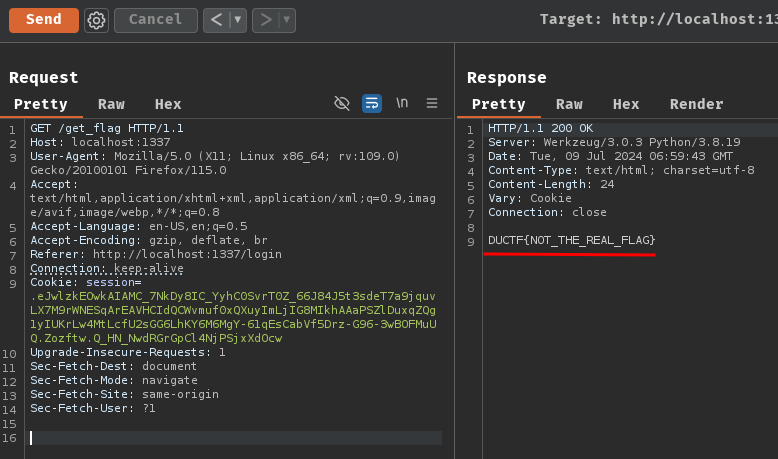 Send
Cancel
< ▼
> ▼
Target: http://localhost:13
Request
Pretty Raw Hex
\n
1 GET /get_flag HTTP/1.1
2 Host: localhost:1337
3 User-Agent: Mozilla/5.0 (X11; Linux x86_64; rv:109.0)
Gecko/20100101 Firefox/115.0
4 Accept:
text/html,application/xhtml+xml,application/xml;q=0.9,imag
e/avif,image/webp,*/*;q=0.8
5 Accept-Language: en-US,en;q=0.5
6 Accept-Encoding: gzip, deflate, br
7 Referer: http://localhost:1337/login
8 Connection: keep-alive
9 Cookie: session=
10 Upgrade-Insecure-Requests: 1
11 Sec-Fetch-Dest: document
12 Sec-Fetch-Mode: navigate
13 Sec-Fetch-Site: same-origin
14 Sec-Fetch-User: ?1
15
16
Response
Pretty Raw Hex Render
1 HTTP/1.1 200 OK
2 Server: Werkzeug/3.0.3 Python/3.8.19
3 Date: Tue, 09 Jul 2024 06:59:43 GMT
4 Content-Type: text/html; charset=utf-8
5 Content-Length: 24
6 Vary: Cookie
7 Connection: close
8
9 DUCTF{NOT_THE_REAL_FLAG}